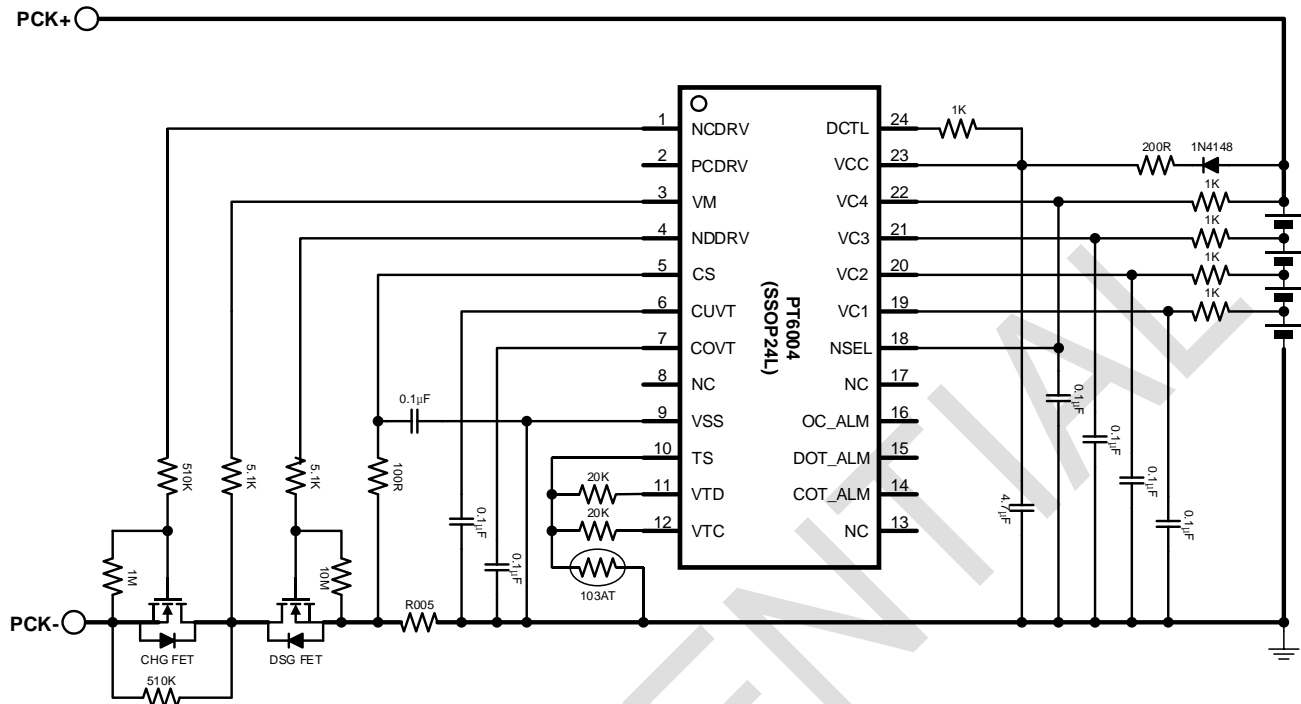 PCK+
1 NCDRV DCTL 24 1K
2 PCDRV VCC 23 200R 1N4148
3 VM VC4 22 1K
4 NDDRV VC3 21 1K
5 CS VC2 20 1K
6 CUVT VC1 19 1K
7 COVT NSEL 18
8 NC NC 17
0.1µF 9 VSS OC_ALM 16
10 TS DOT_ALM 15
20K 11 VTD COT_ALM 14
20K 12 VTC NC 13
103AT
PT6004
(SSOP24L)
510K 5.1K 5.1K 100R
0.1µF 0.1µF
4.7µF 0.1µF 0.1µF 0.1µF 0.1µF
1M 10M
R005
PCK-
CHG FET DSG FET
510K
ENTIAL